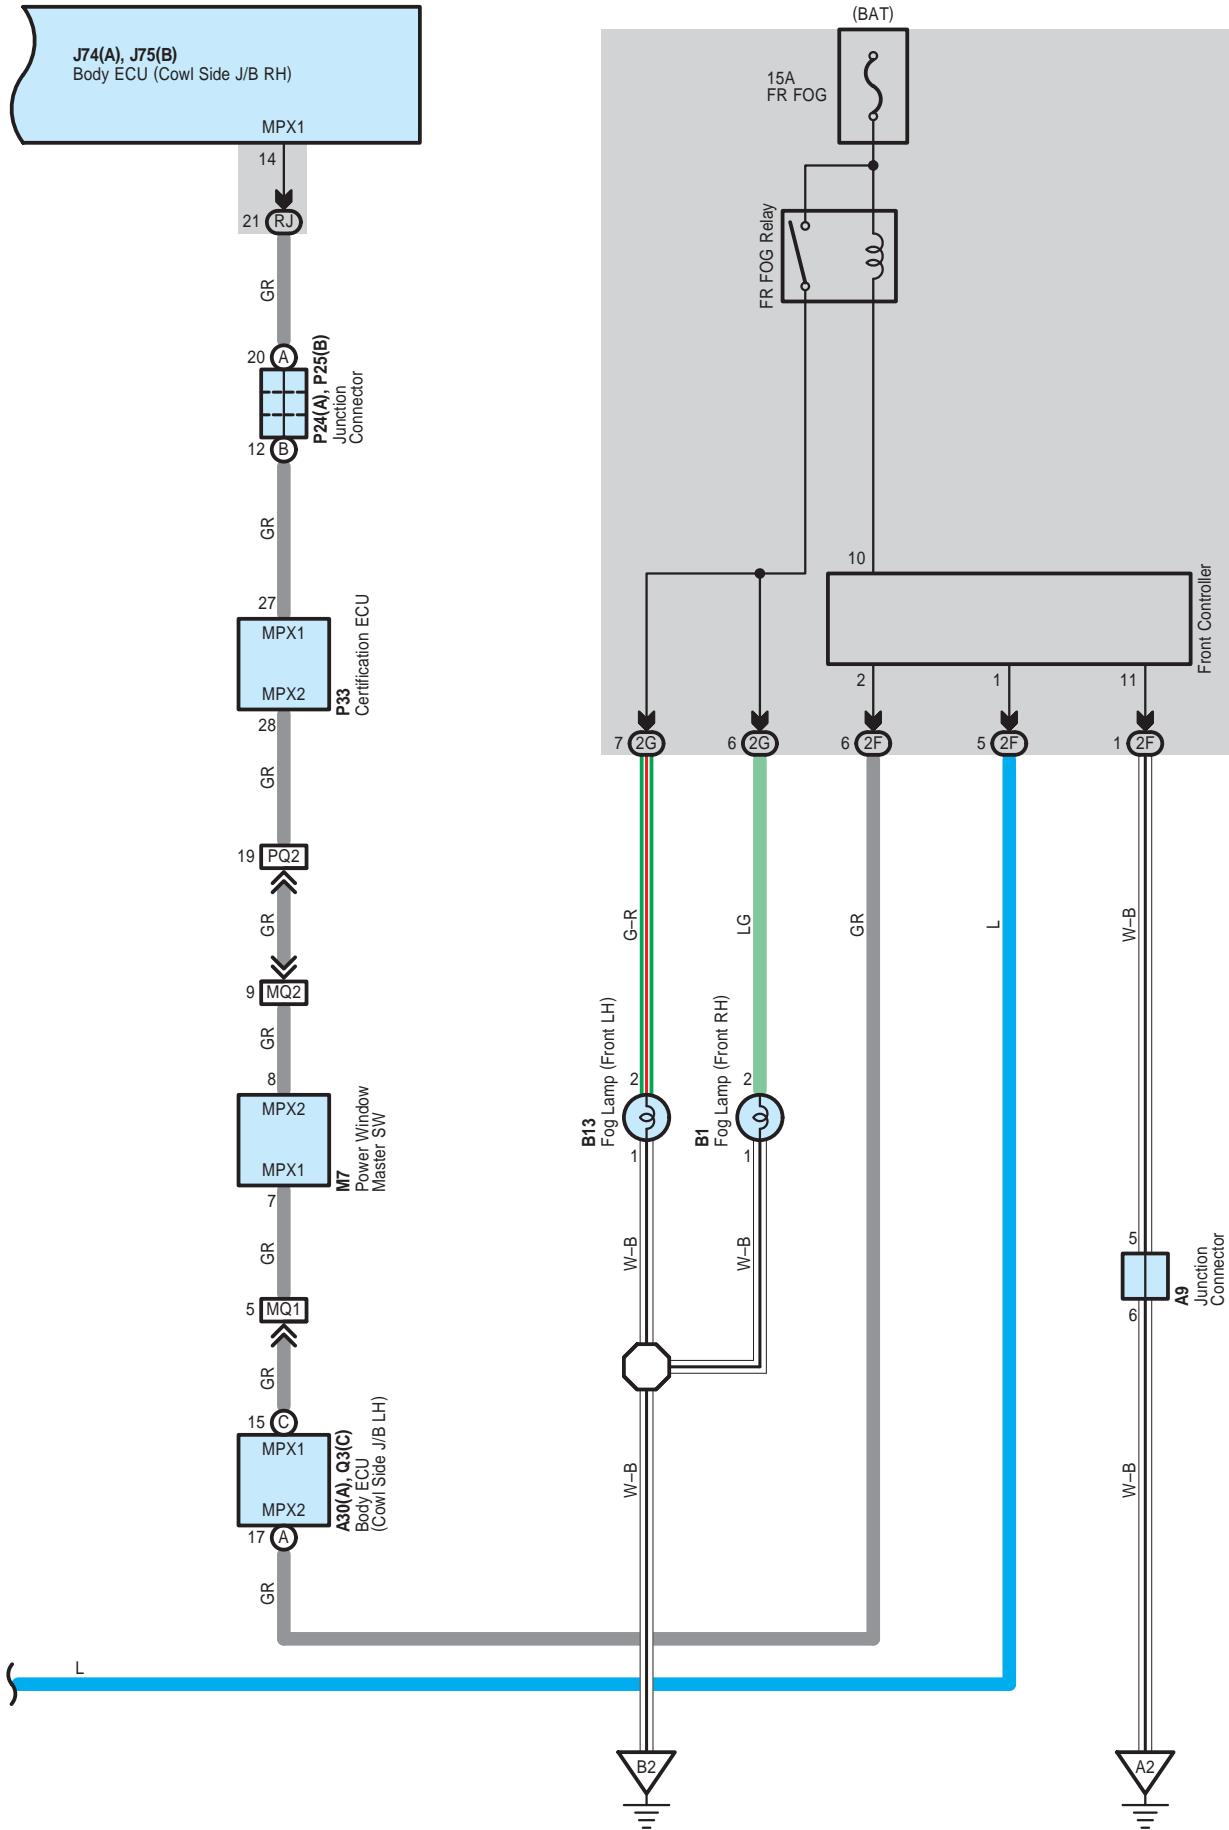 J74(A), J75(B)
Body ECU (Cowl Side J/B RH)
MPX1
14
21
RJ
GR
20
A
P24(A), P25(B)
Junction
Connector
12
B
GR
27
MPX1
MPX2
P33
Certification ECU
28
GR
19
PQ2
GR
9
MQ2
GR
8
MPX2
MPX1
M7
Power Window
Master SW
7
GR
5
MQ1
GR
15
C
MPX1
MPX2
A30(A), Q3(C)
Body ECU
(Cowl Side J/B LH)
17
A
GR
L
(BAT)
15A
FR FOG
FR FOG Relay
10
Front Controller
2
1
11
7
2G
6
2G
6
2F
5
2F
1
2F
G–R
LG
GR
L
W–B
2
B13
Fog Lamp (Front LH)
1
2
B1
Fog Lamp (Front RH)
1
W–B
W–B
5
A9
Junction
Connector
6
W–B
W–B
B2
A2